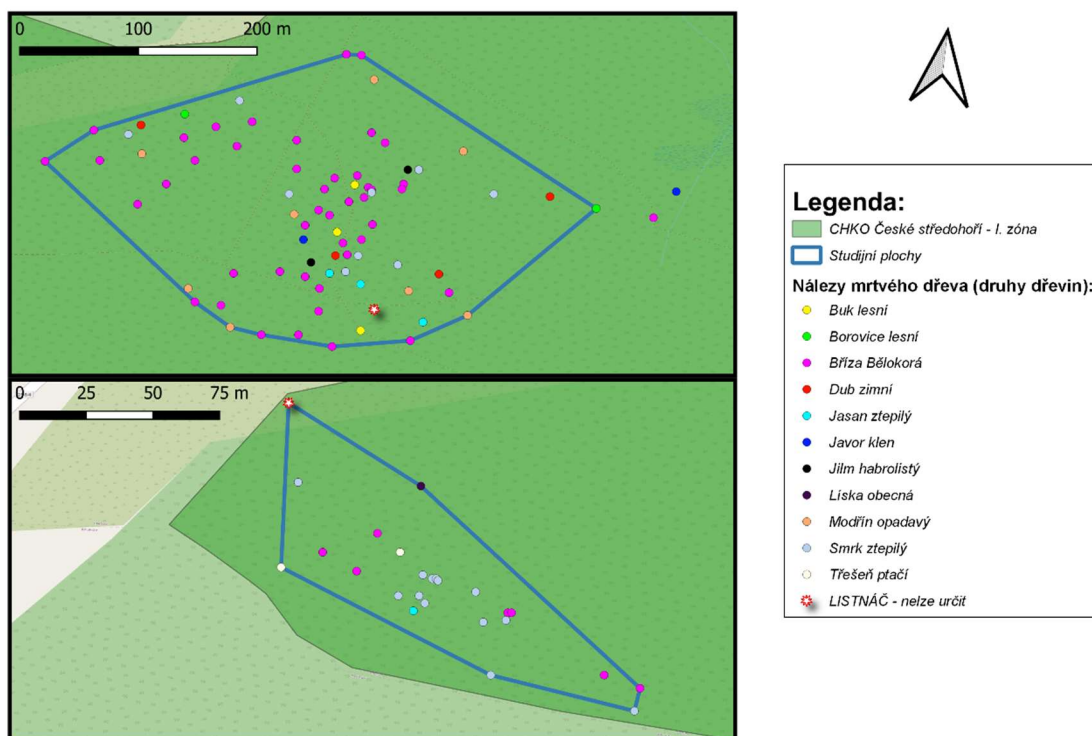 0 100 200 m
0 25 50 75 m
Legenda:
CHKO České středohoří - I. zóna
Studijní plochy
Nálezy mrtvého dřeva (druhy dřevin):
Buk lesní
Borovice lesní
Bříza Bělokorá
Dub zimní
Jasan ztepilý
Javor klen
Jilm habrolistý
Líska obecná
Modřín opadavý
Smrk ztepilý
Třešeň ptačí
LISTNÁČ - nelze určit